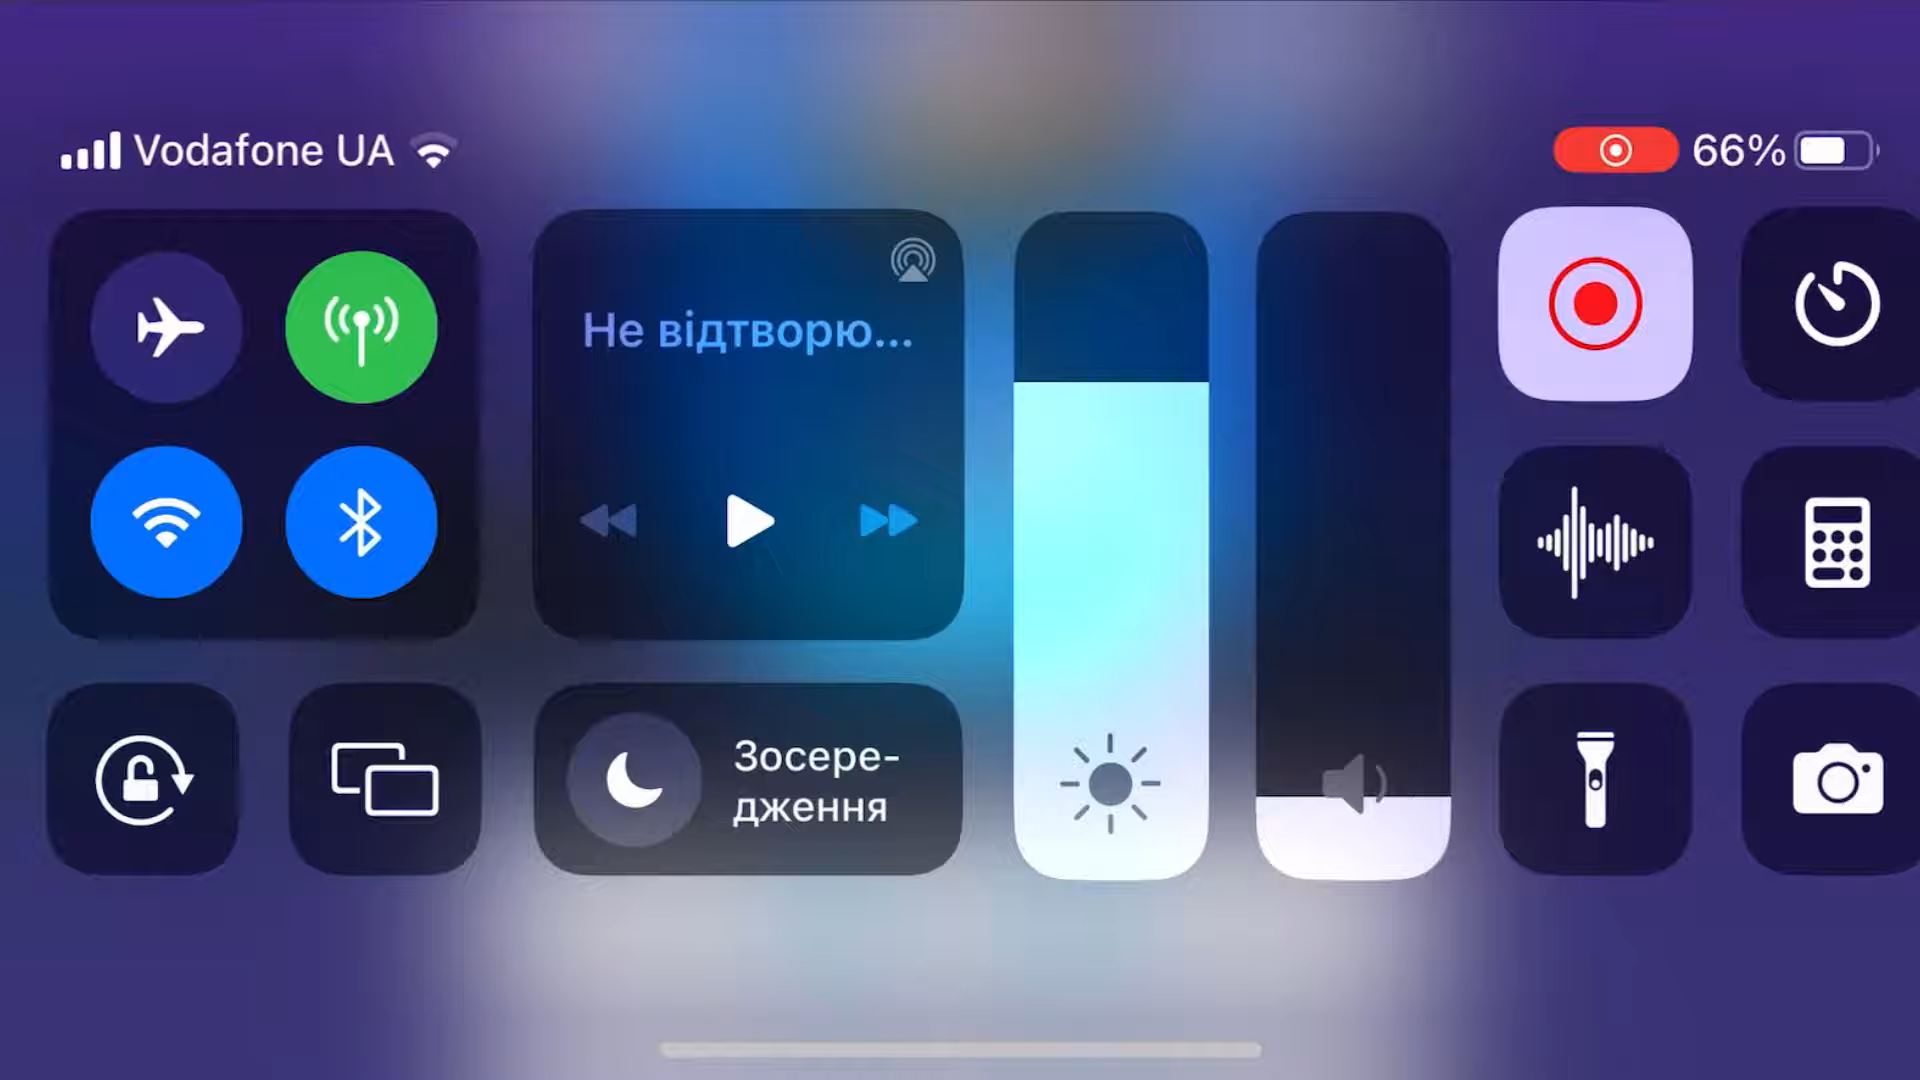 Vodafone UA
66%
Не відтворю...
Зосере-
дження